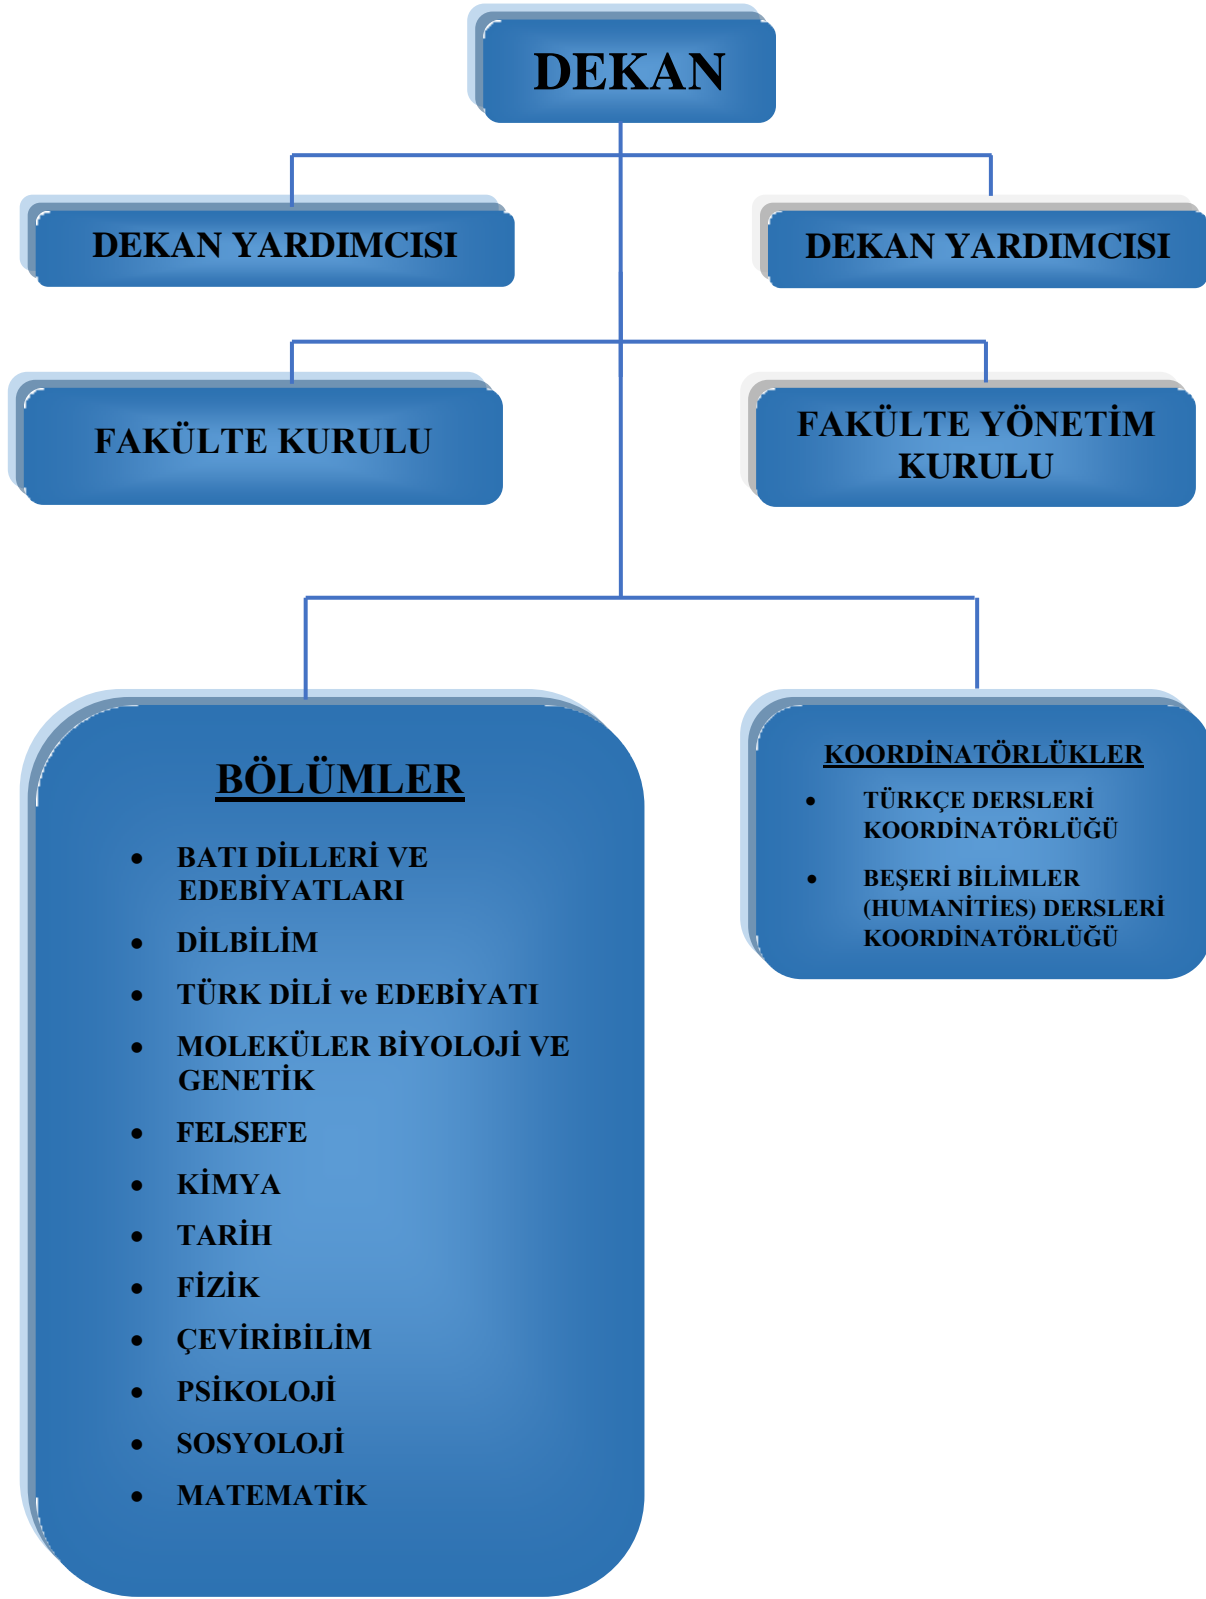 DEKAN
DEKAN YARDIMCISI
DEKAN YARDIMCISI
FAKÜLTE KURULU
FAKÜLTE YÖNETİM
KURULU
BÖLÜMLER
• BATI DİLLERİ VE
EDEBİYATLARI
• DİLBİLİM
• TÜRK DİLİ ve EDEBİYATI
• MOLEKÜLER BİYOLOJİ VE
GENETİK
• FELSEFE
• KİMYA
• TARİH
• FİZİK
• ÇEVİRİBİLİM
• PSİKOLOJİ
• SOSYOLOJİ
• MATEMATİK
KOORDİNATÖRLÜKLER
• TÜRKÇE DERSLERİ
KOORDİNATÖRLÜĞÜ
• BEŞERİ BİLİMLER
(HUMANİTİES) DERSLERİ
KOORDİNATÖRLÜĞÜ